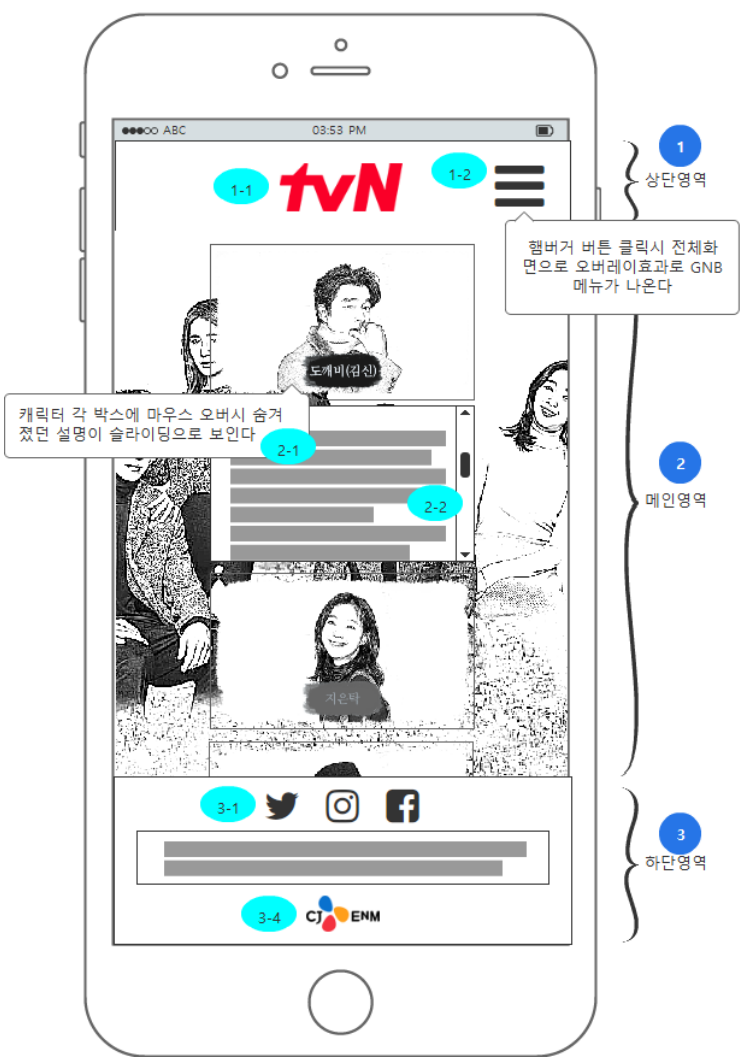 ABC
03:53 PM
1
상단영역
1-1
tvN
1-2
햄버거 버튼 클릭시 전체화
면으로 오버레이효과로 GNB
메뉴가 나온다
도깨비(김신)
캐릭터 각 박스에 마우스 오버시 숨겨
졌던 설명이 슬라이딩으로 보인다
2-1
2
메인영역
2-2
지은탁
3-1
3
하단영역
3-4
CJ ENM